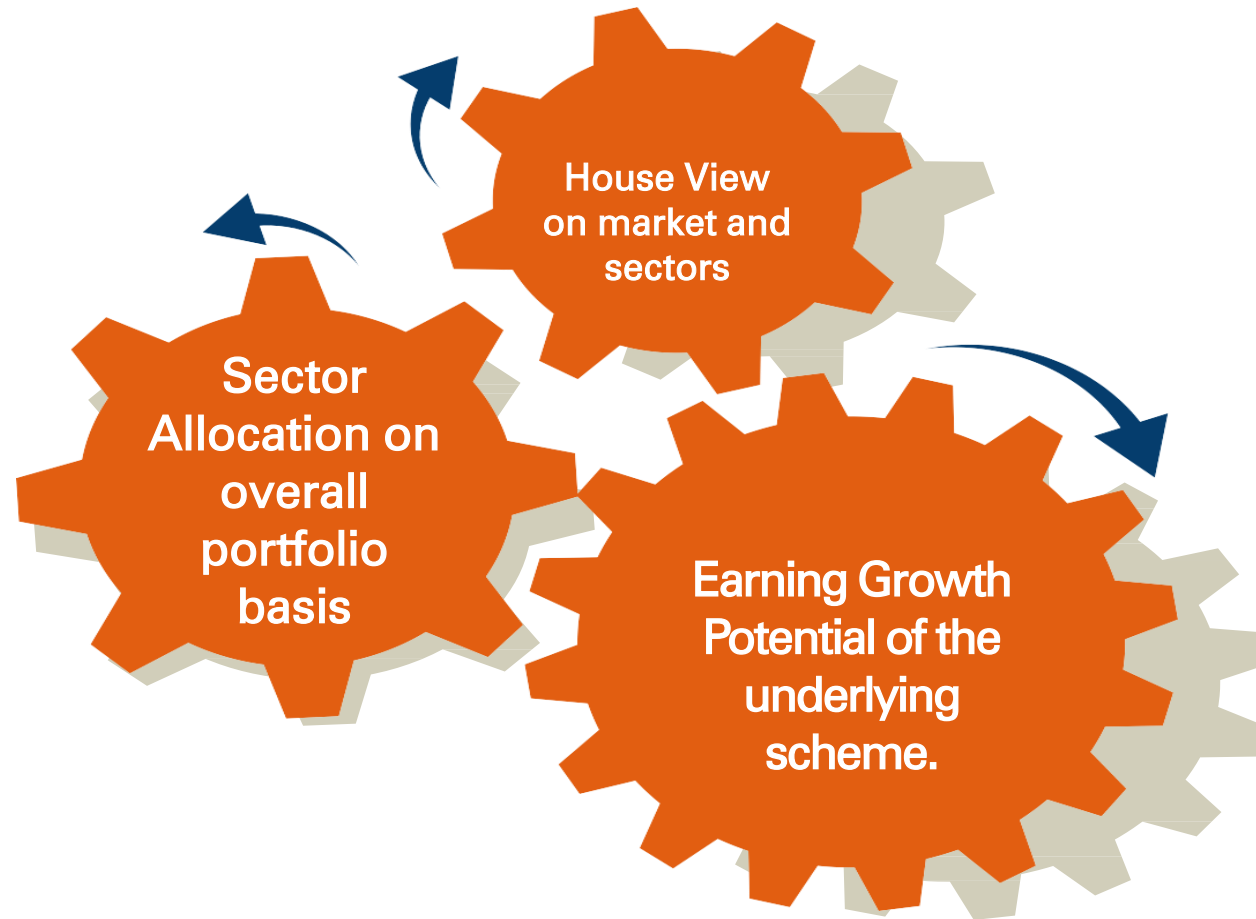 House View
on market and
sectors
Sector
Allocation on
overall
portfolio
basis
Earning Growth
Potential of the
underlying
scheme.